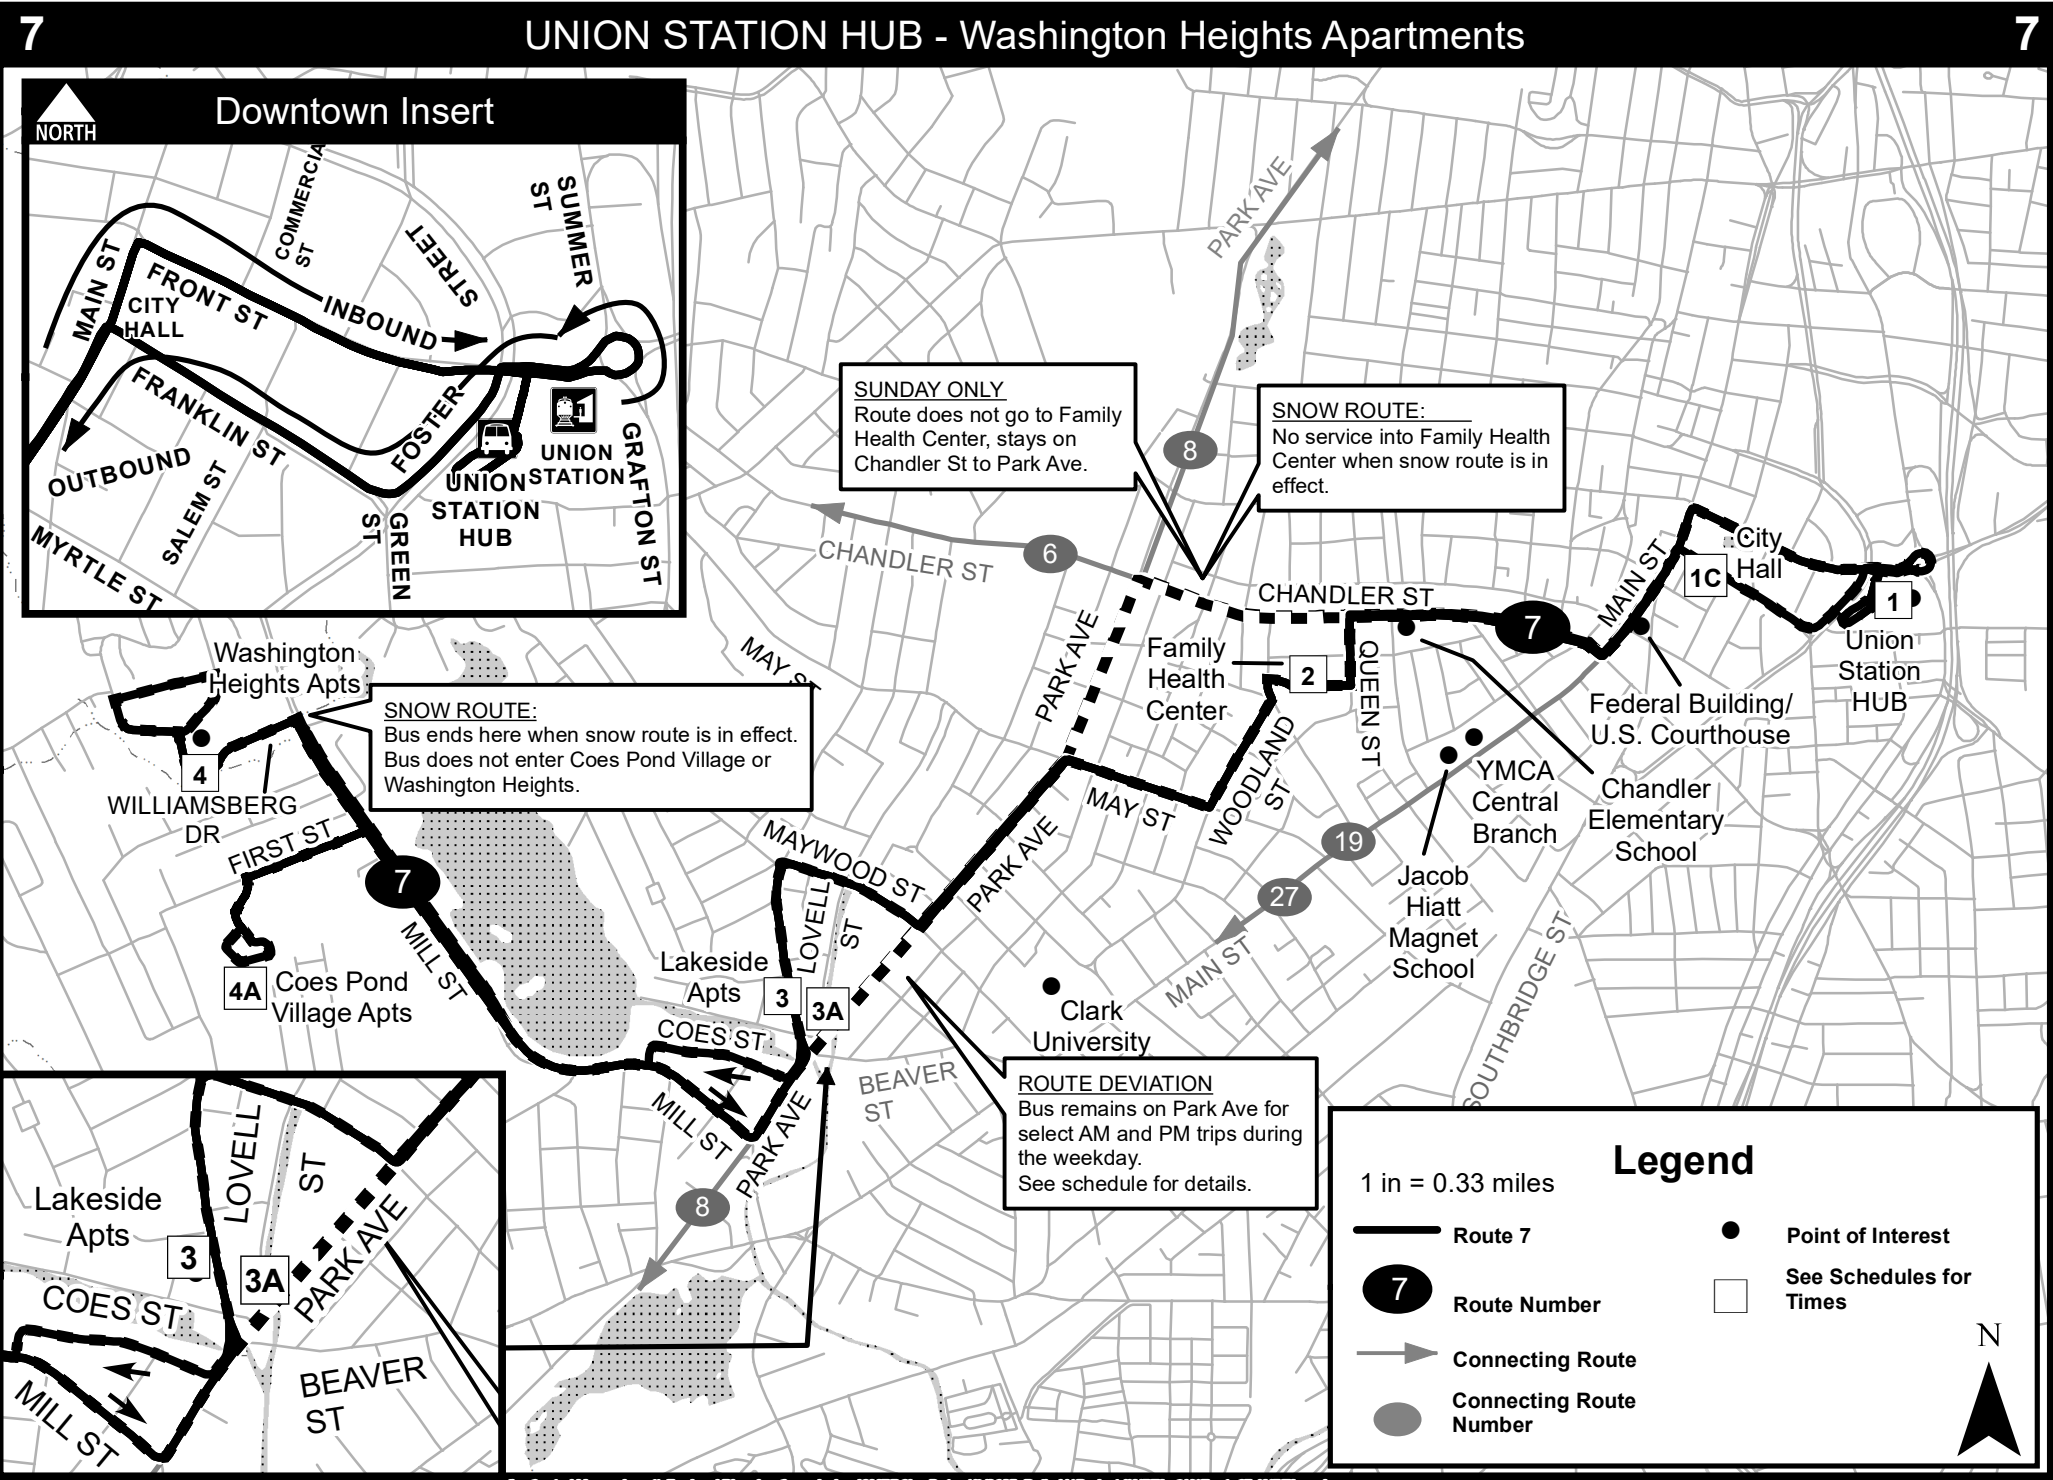 7
UNION STATION HUB - Washington Heights Apartments
7
NORTH
Downtown Insert
COMMERCIA
ST
SUMMER
ST
STREET
MAIN ST
FRONT ST
CITY
HALL
INBOUND
FRANKLIN ST
FOSTER
OUTBOUND
SALEM ST
MYRTLE ST
GREEN
ST
UNION
STATION
UNION
STATION
HUB
GRAFTON ST
PARK AVE
SUNDAY ONLY
Route does not go to Family
Health Center, stays on
Chandler St to Park Ave.
8
SNOW ROUTE:
No service into Family Health
Center when snow route is in
effect.
6
CHANDLER ST
CHANDLER ST
7
MAIN ST
City
Hall
1C
1
Union
Station
HUB
PARK AVE
Family
Health
Center
2
QUEEN ST
Federal Building/
U.S. Courthouse
MAY ST
Washington
Heights Apts
SNOW ROUTE:
Bus ends here when snow route is in effect.
Bus does not enter Coes Pond Village or
Washington Heights.
4
WILLIAMSBERG
DR
FIRST ST
7
MILL ST
4A
Coes Pond
Village Apts
MAY ST
WOODLAND
ST
YMCA
Central
Branch
Chandler
Elementary
School
19
27
MAIN ST
Jacob
Hiatt
Magnet
School
MAYWOOD ST
PARK AVE
LOVELL
ST
Lakeside
Apts
3
3A
COES ST
MILL ST
PARK AVE
BEAVER
ST
Clark
University
SOUTHBRIDGE ST
ROUTE DEVIATION
Bus remains on Park Ave for
select AM and PM trips during
the weekday.
See schedule for details.
8
LOVELL
ST
Lakeside
Apts
3
3A
PARK AVE
COES ST
MILL ST
BEAVER
ST
Legend
1 in = 0.33 miles
Route 7
Point of Interest
7
Route Number
See Schedules for
Times
Connecting Route
Connecting Route
Number
N